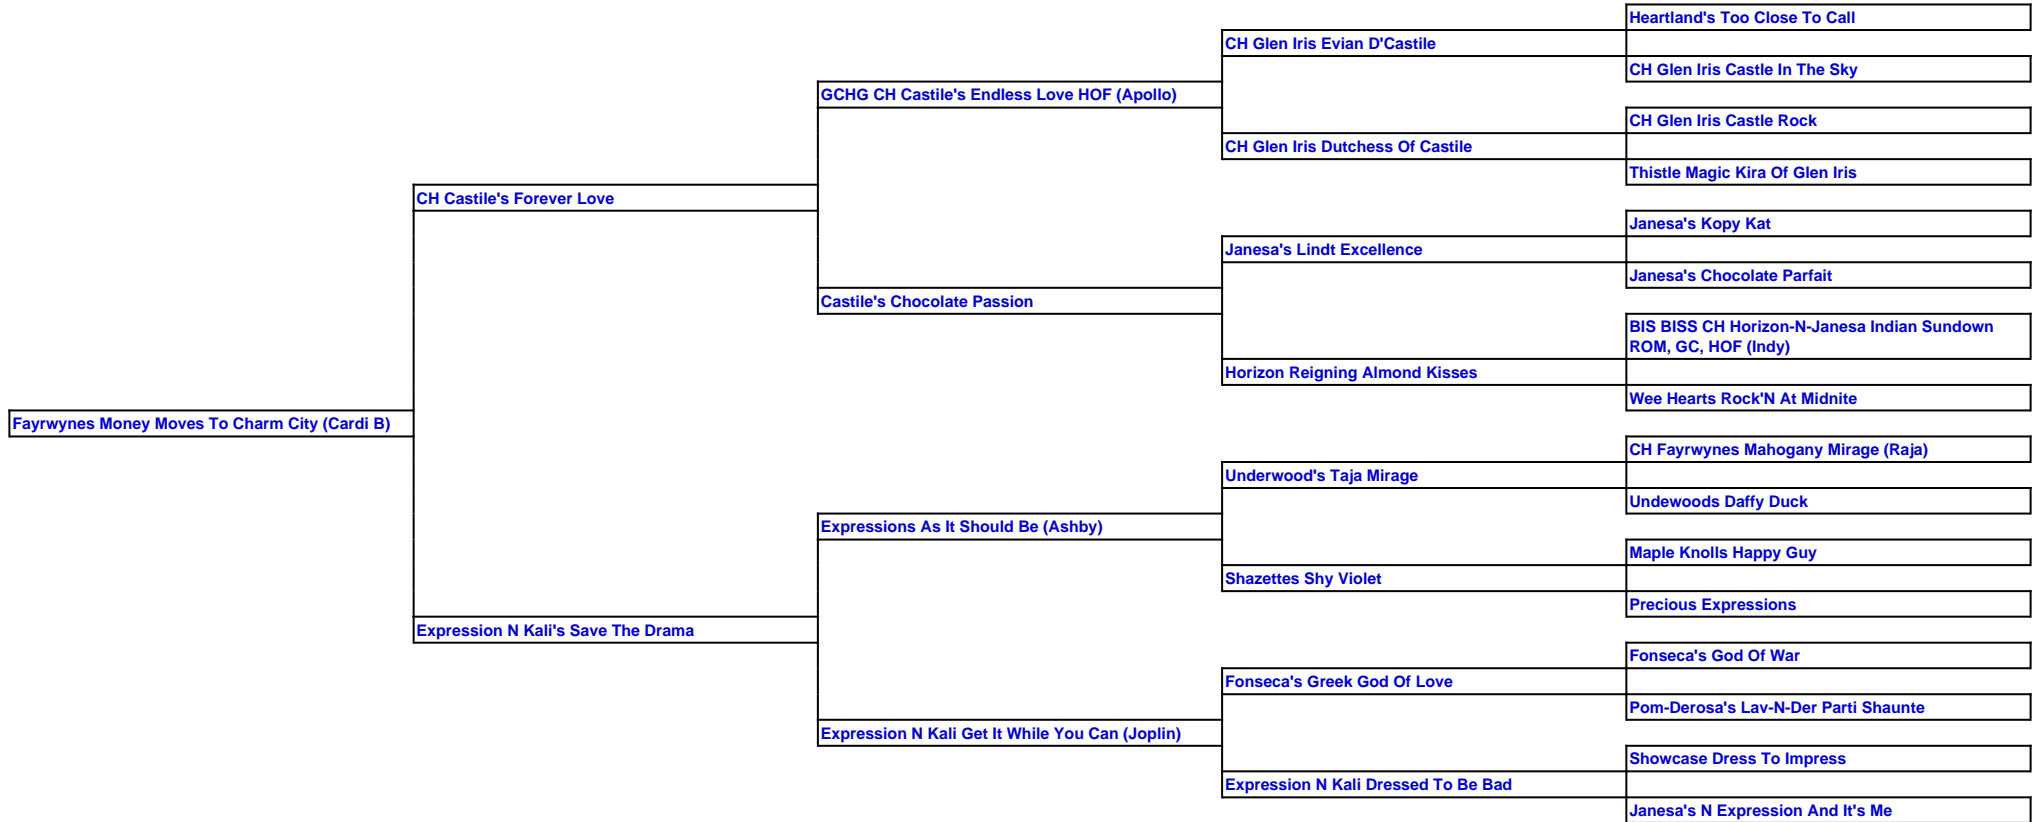 Heartland's Too Close To Call
CH Glen Iris Evian D'Castile
CH Glen Iris Castle In The Sky
GCHG CH Castile's Endless Love HOF (Apollo)
CH Glen Iris Castle Rock
CH Glen Iris Dutchess Of Castile
Thistle Magic Kira Of Glen Iris
CH Castile's Forever Love
Janesa's Kopy Kat
Janesa's Lindt Excellence
Janesa's Chocolate Parfait
Castile's Chocolate Passion
BIS BISS CH Horizon-N-Janesa Indian Sundown
ROM, GC, HOF (Indy)
Horizon Reigning Almond Kisses
Wee Hearts Rock'N At Midnite
Fayrwynes Money Moves To Charm City (Cardi B)
CH Fayrwynes Mahogany Mirage (Raja)
Underwood's Taja Mirage
Undewoods Daffy Duck
Expressions As It Should Be (Ashby)
Maple Knolls Happy Guy
Shazettes Shy Violet
Precious Expressions
Expression N Kali's Save The Drama
Fonseca's God Of War
Fonseca's Greek God Of Love
Pom-Derosa's Lav-N-Der Parti Shaunte
Expression N Kali Get It While You Can (Joplin)
Showcase Dress To Impress
Expression N Kali Dressed To Be Bad
Janesa's N Expression And It's Me